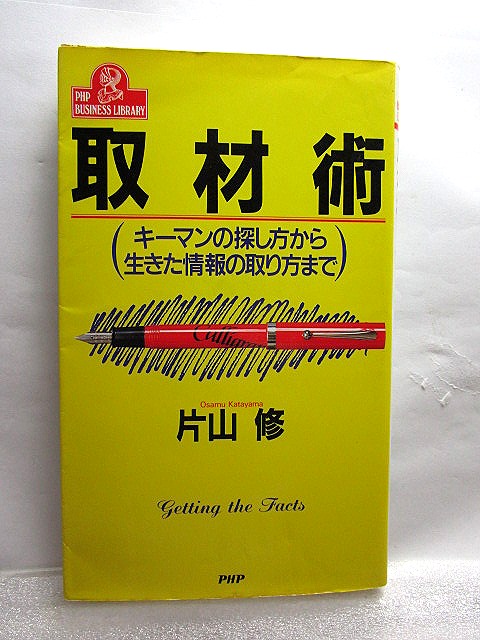 PHP
BUSINESS LIBRARY
取材術
(キーマンの探し方から
生きた情報の取り方まで)
Osamu Katayama
片山 修
Getting the Facts
PHP